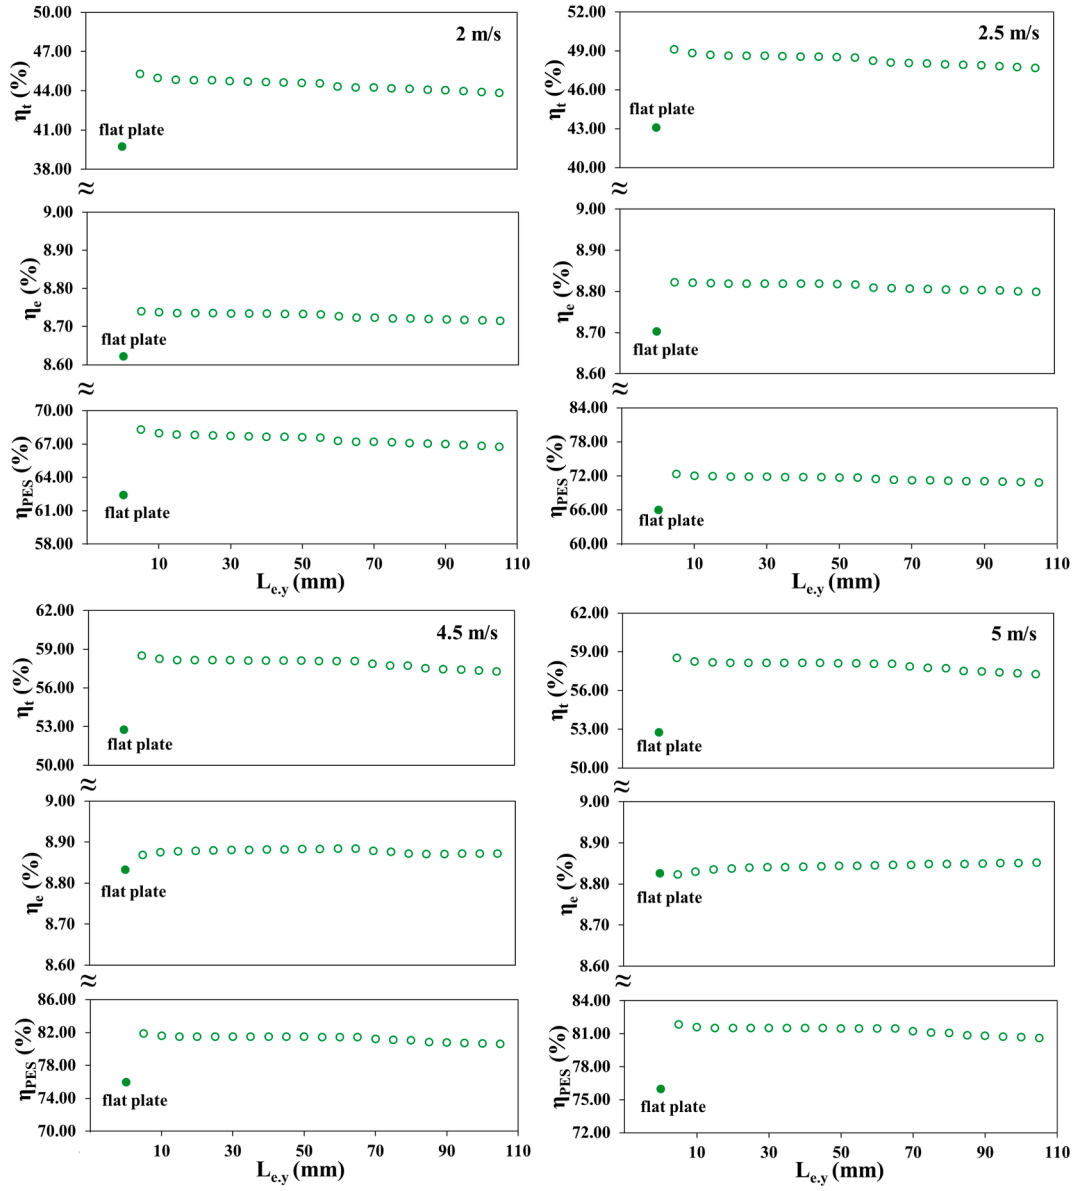 50.00
47.00
44.00
41.00
38.00
ηt (%)
2 m/s
flat plate
≈
9.00
8.90
8.80
8.70
8.60
ηe (%)
flat plate
≈
70.00
67.00
64.00
61.00
58.00
ηPES (%)
flat plate
10 30 50 70 90 110
Le.y (mm)
52.00
49.00
46.00
43.00
40.00
ηt (%)
2.5 m/s
flat plate
≈
9.00
8.90
8.80
8.70
8.60
ηe (%)
flat plate
≈
84.00
78.00
72.00
66.00
60.00
ηPES (%)
flat plate
10 30 50 70 90 110
Le.y (mm)
62.00
59.00
56.00
53.00
50.00
ηt (%)
4.5 m/s
flat plate
≈
9.00
8.90
8.80
8.70
8.60
ηe (%)
flat plate
≈
86.00
82.00
78.00
74.00
70.00
ηPES (%)
flat plate
10 30 50 70 90 110
Le.y (mm)
62.00
59.00
56.00
53.00
50.00
ηt (%)
5 m/s
flat plate
≈
9.00
8.90
8.80
8.70
8.60
ηe (%)
flat plate
≈
84.00
81.00
78.00
75.00
72.00
ηPES (%)
flat plate
10 30 50 70 90 110
Le.y (mm)